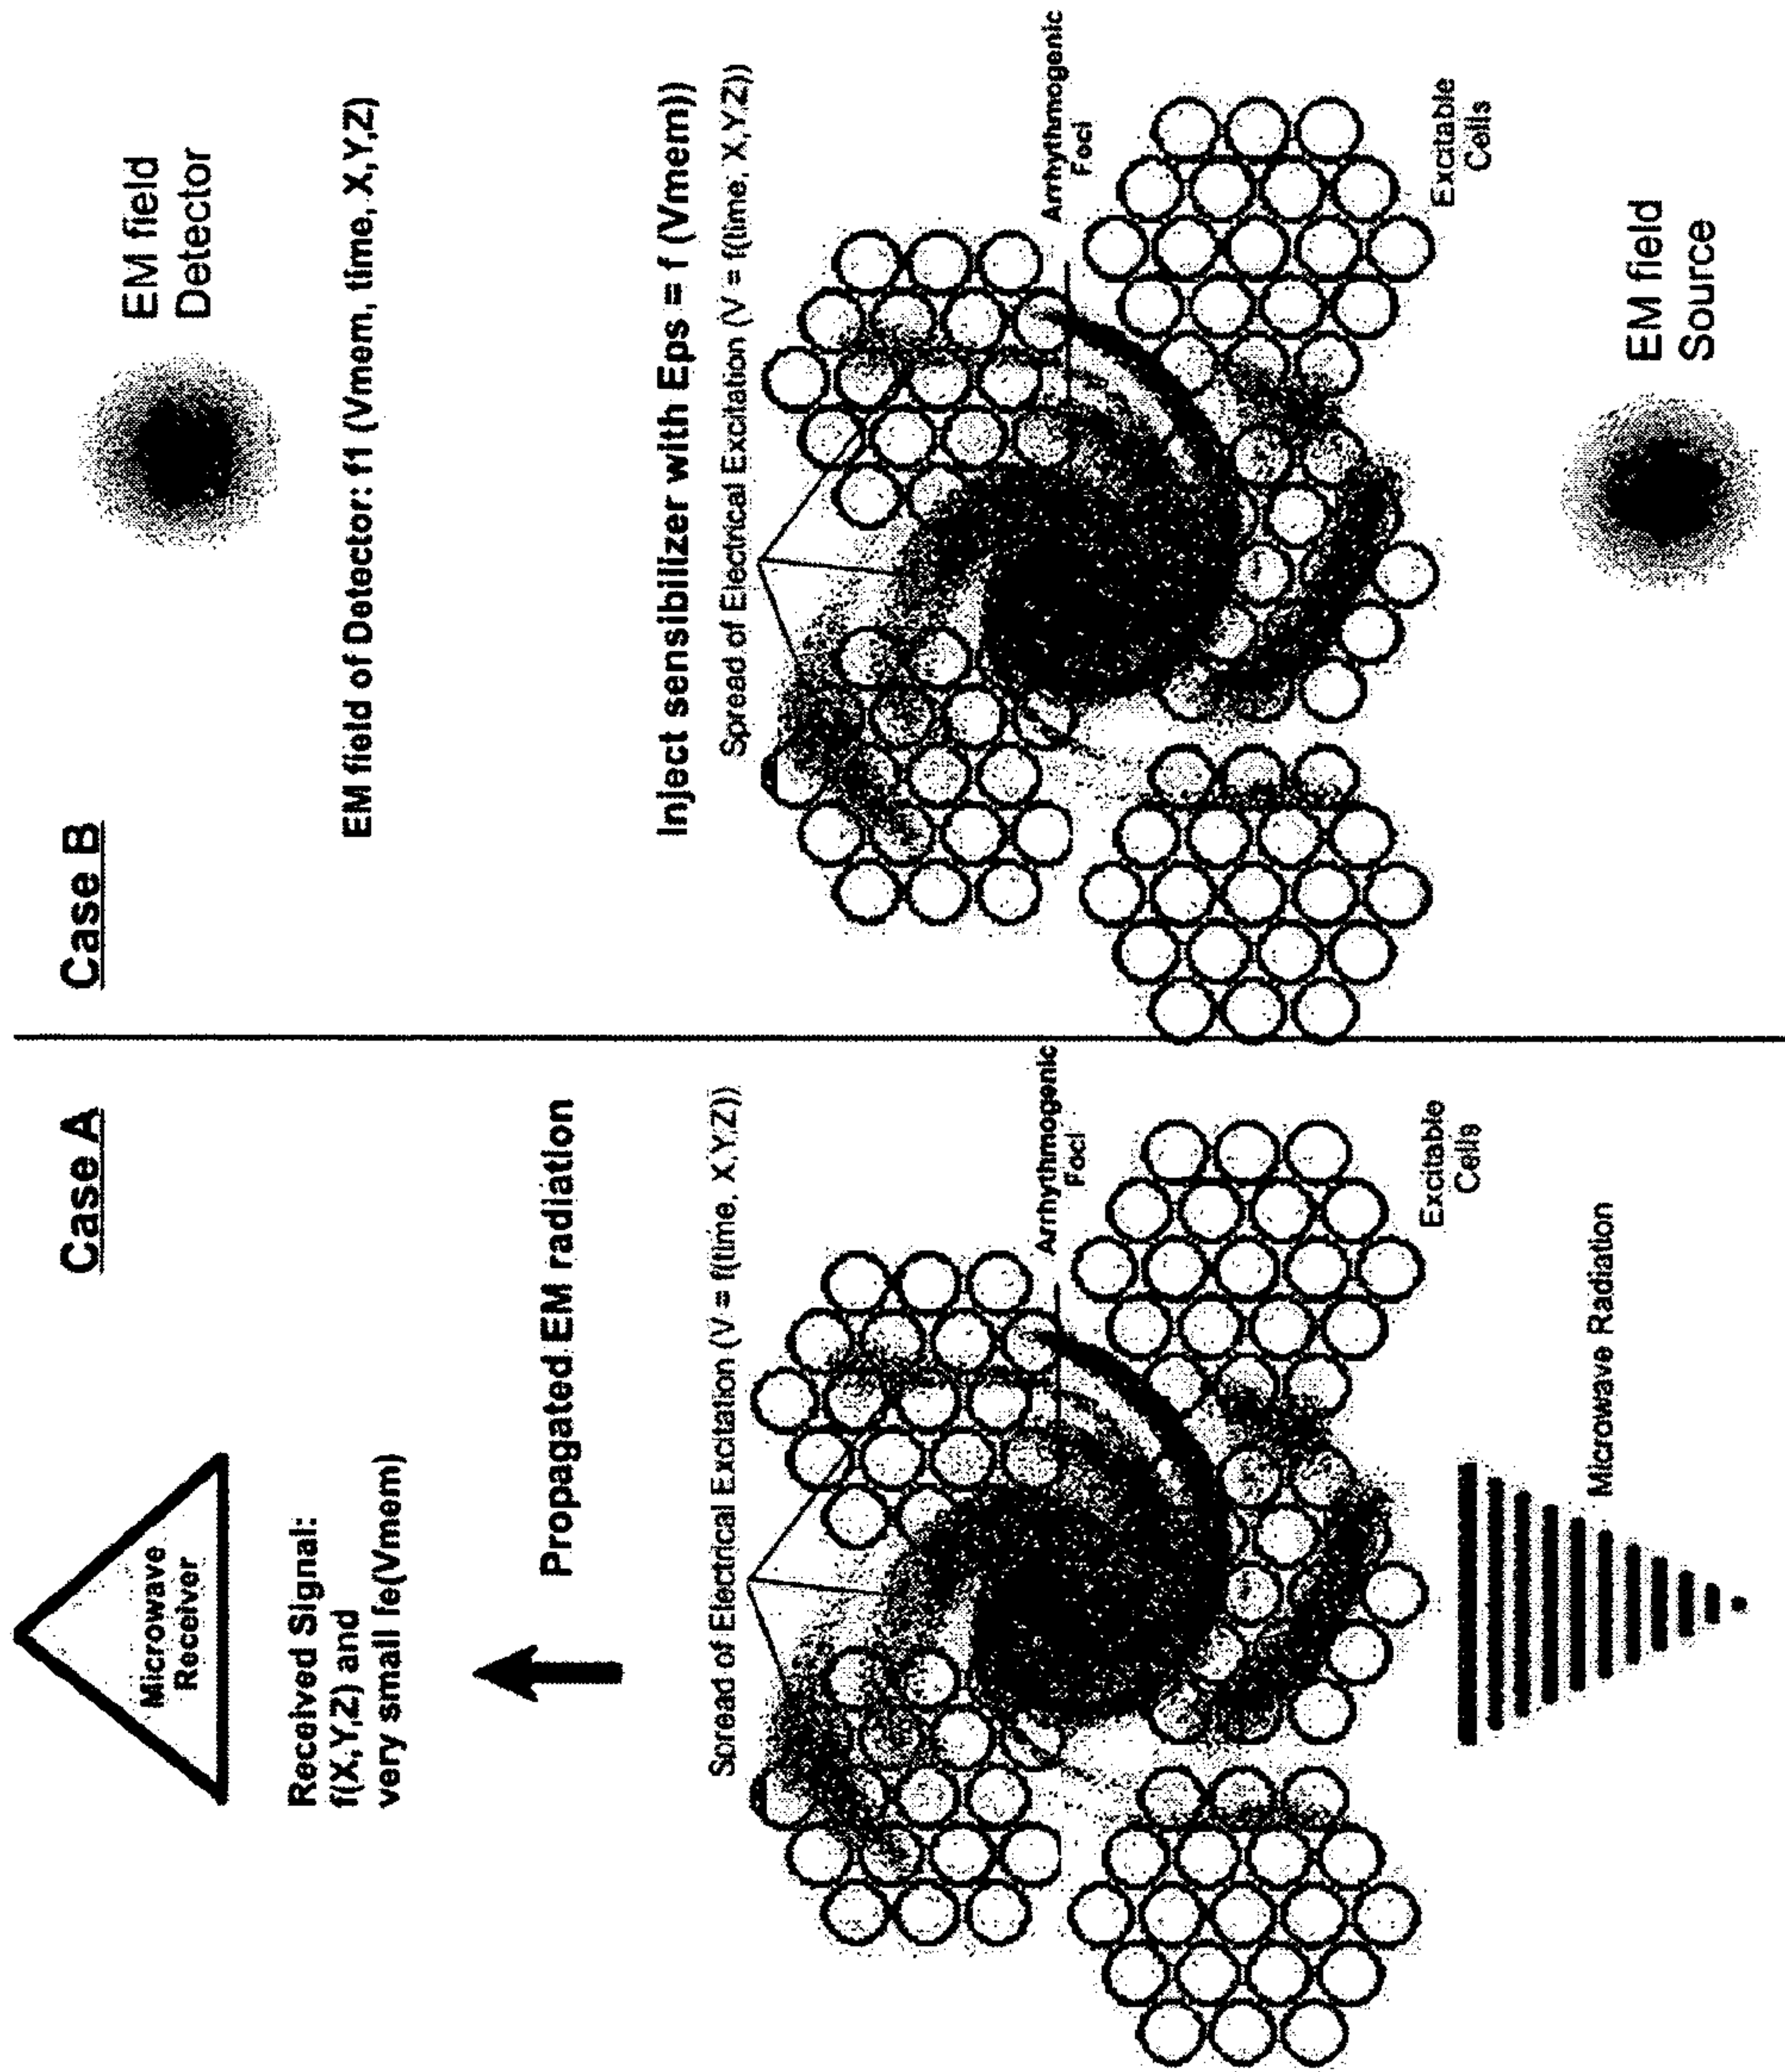 Case A
Microwave
Receiver
Received Signal:
f(X,Y,Z) and
very small fe(Vmem)
Propagated EM radiation
Spread of Electrical Excitation (V = f(time, X,Y,Z))
Arrhythmogenic
Foci
Excitable
Cells
Microwave Radiation
Case B
EM field
Detector
EM field of Detector: f1 (Vmem, time, X,Y,Z)
Inject sensibilizer with Eps = f (Vmem))
Spread of Electrical Excitation (V = f(time, X,Y,Z))
Arrhythmogenic
Foci
Excitable
Cells
EM field
Source